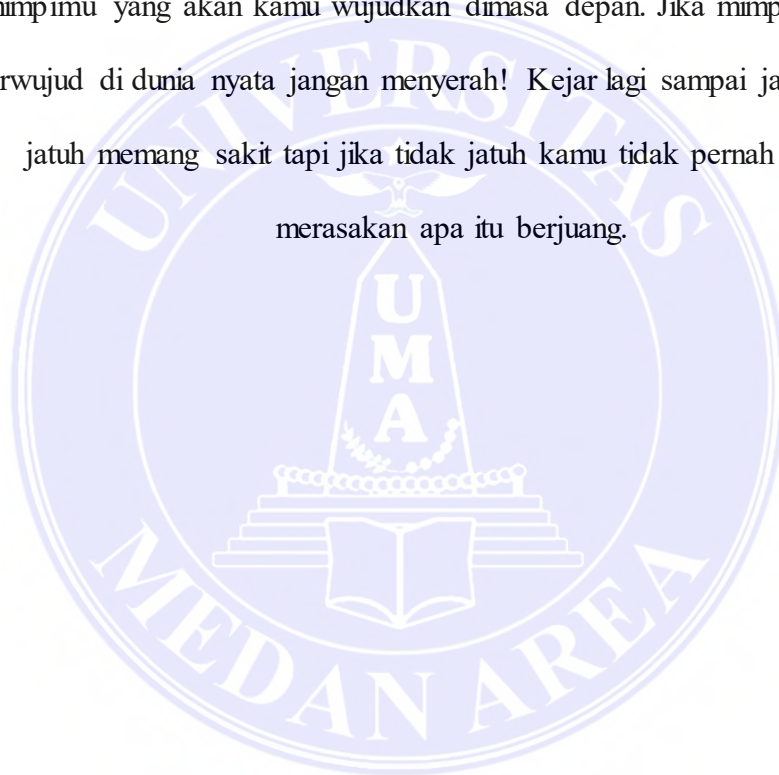 yang akan kamu wujudkan dimasa depan. Jika
di dunia nyata jangan menyerah! Kejar lagi sampai
jatuh memang sakit tapi jika tidak jatuh kamu tidak pernah
merasakan apa itu berjuang.
UNIVERSITAS
UMA
MEDAN AREA